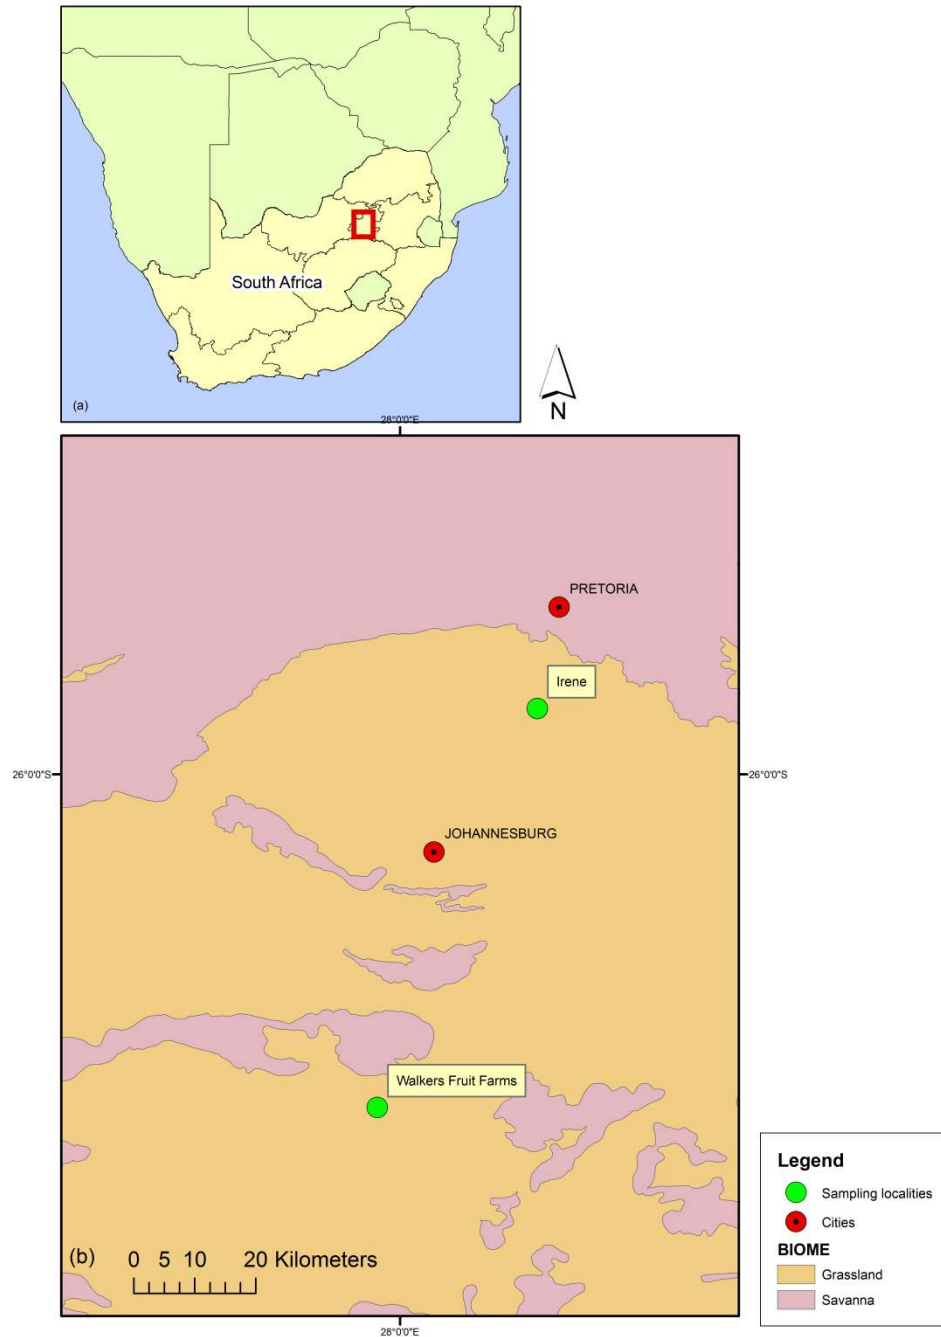 South Africa
(a)
N
28°0'0"E
PRETORIA
Irene
26°0'0"S
26°0'0"S
JOHANNESBURG
Walkers Fruit Farms
(b)
0 5 10 20 Kilometers
28°0'0"E
Legend
Sampling localities
Cities
BIOME
Grassland
Savanna